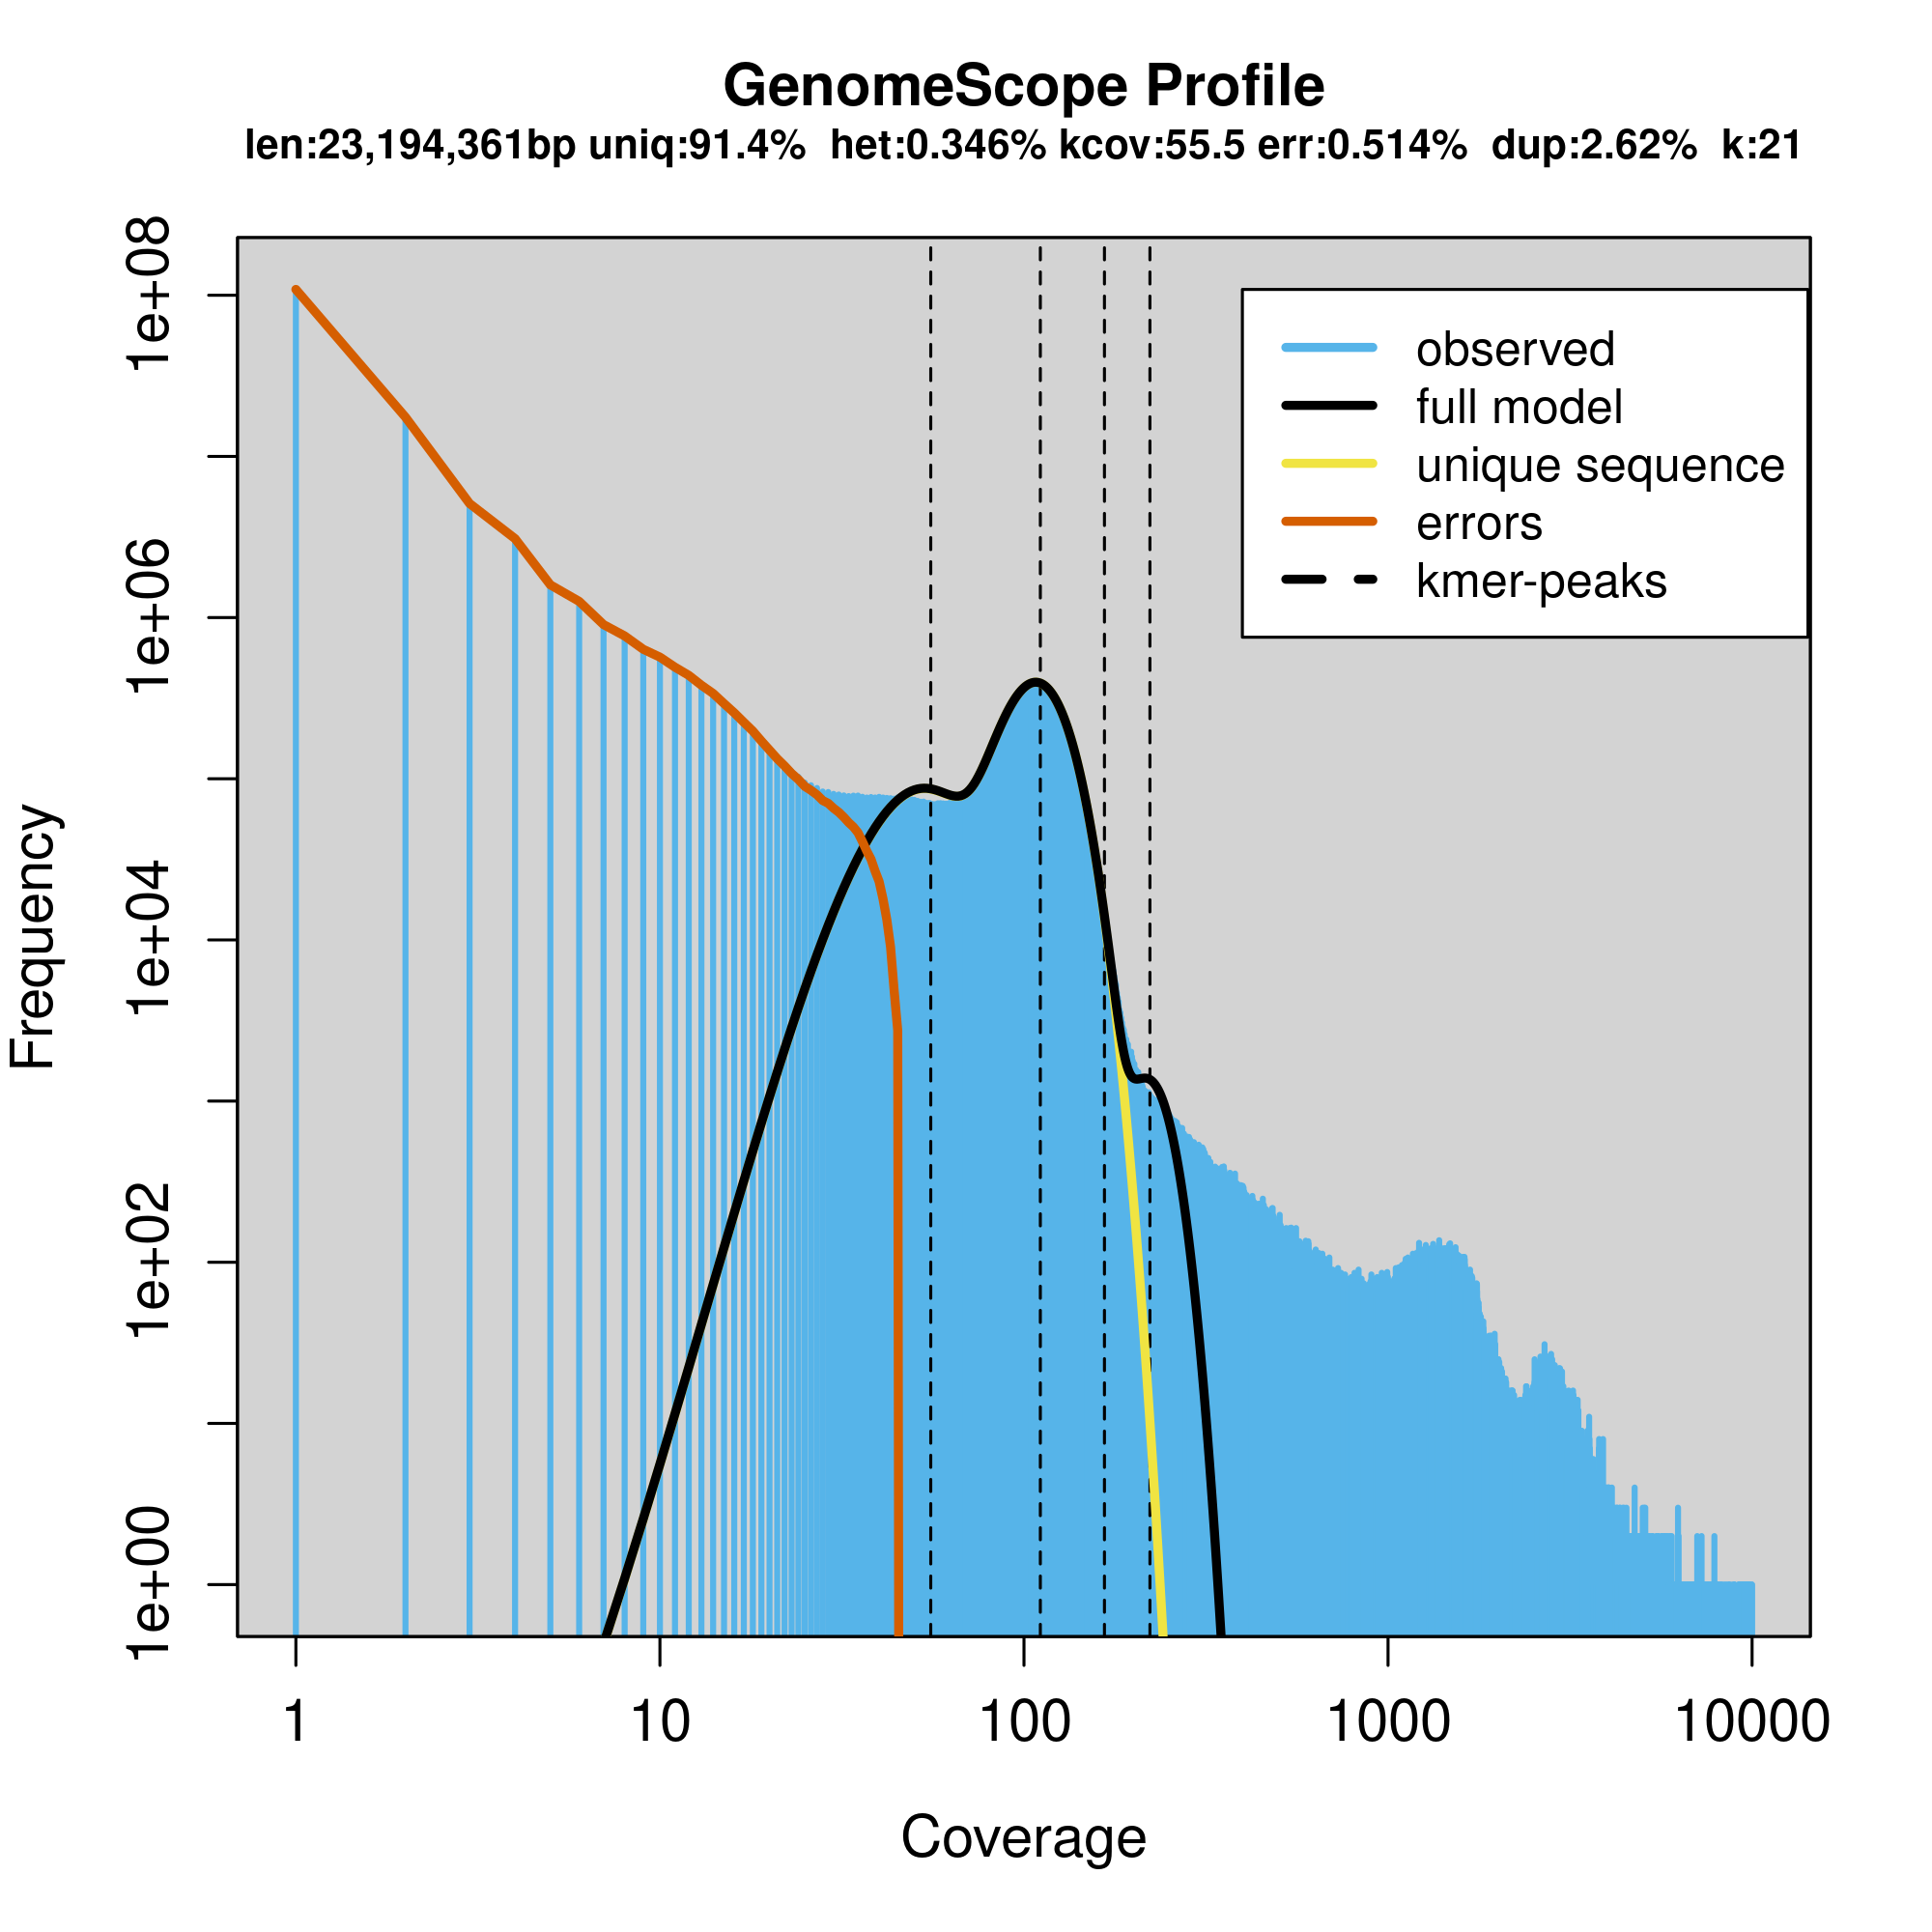 GenomeScope Profile
len:23,194,361bp uniq:91.4% het:0.346% kcov:55.5 err:0.514% dup:2.62% k:21
1e+08
1e+06
1e+04
1e+02
1e+00
Frequency
observed
full model
unique sequence
errors
kmer-peaks
1 10 100 1000 10000
Coverage